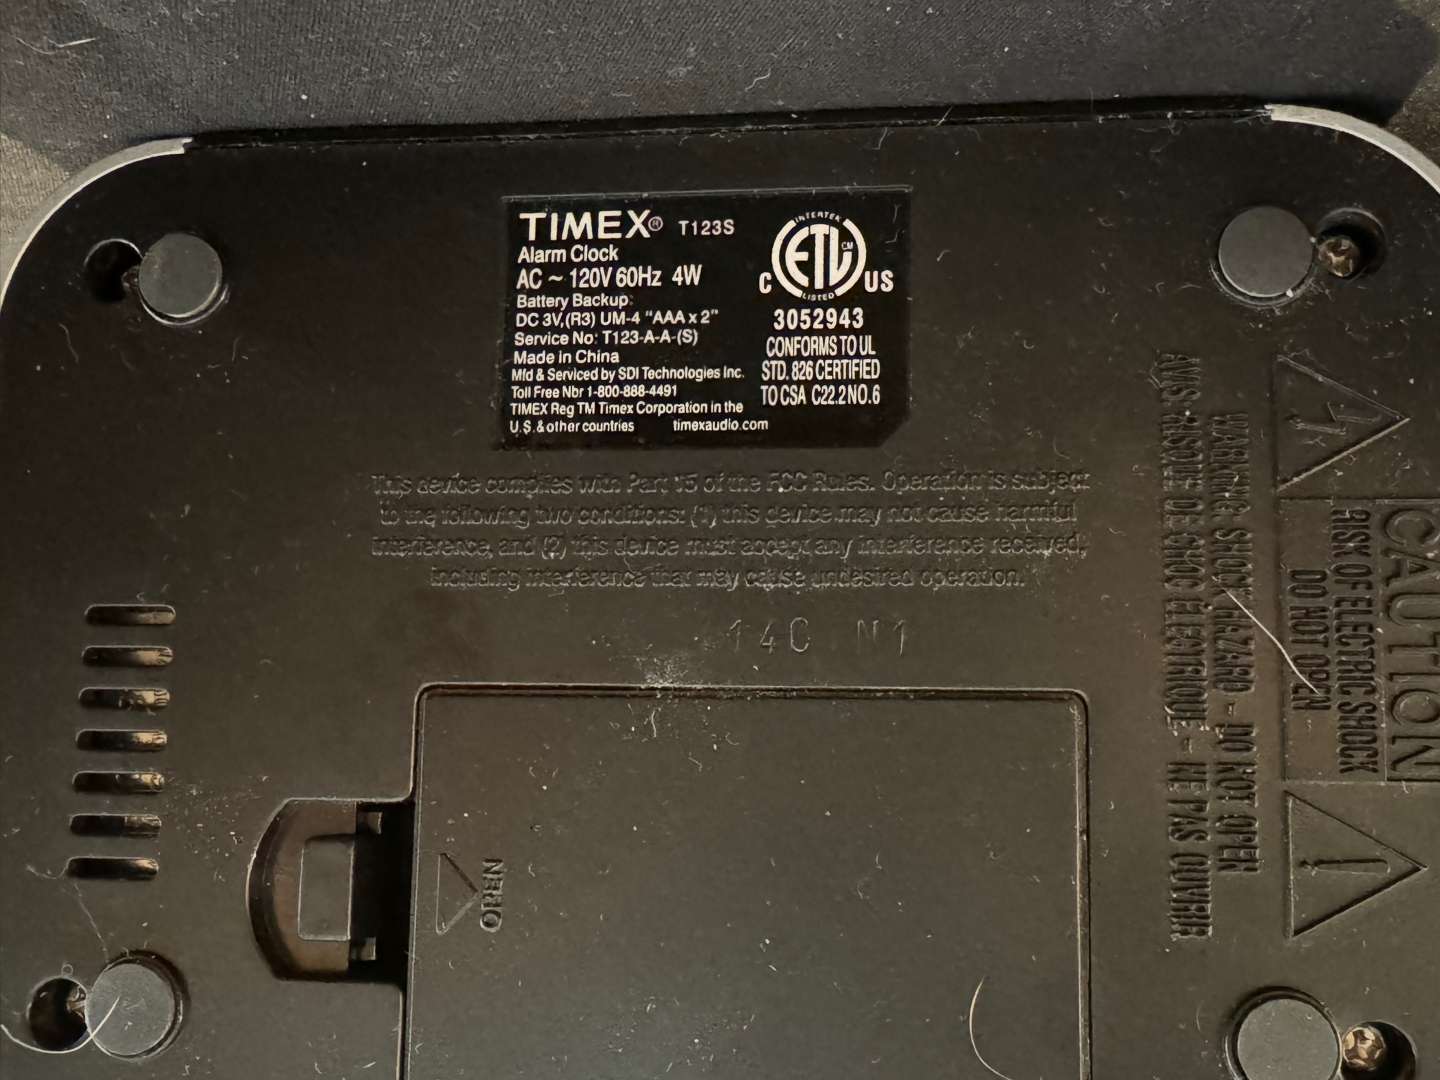 TIMEX® T123S
Alarm Clock
AC ~ 120V 60Hz 4W
Battery Backup:
DC 3V,(R3) UM-4 "AAA x 2"
Service No: T123-A-A-(S)
Made in China
Mfd & Serviced by SDI Technologies Inc.
Toll Free Nbr 1-800-888-4491
TIMEX Reg TM Timex Corporation in the
U.S. & other countries timexaudio.com
INTERTEK
ETL CM
LISTED
C US
3052943
CONFORMS TO UL
STD. 826 CERTIFIED
TO CSA C22.2 NO.6
This device complies with Part 15 of the FCC Rules. Operation is subject
to the following two conditions: (1) this device may not cause harmful
interference, and (2) this device must accept any interference received,
including interference that may cause undesired operation.
14C N1
OPEN
CAUTION
RISK OF ELECTRIC SHOCK
DO NOT OPEN
WARNING SHOCK HAZARD - DO NOT OPEN
AVIS: RISQUE DE CHOC ELECTRIQUE - NE PAS OUVRIR